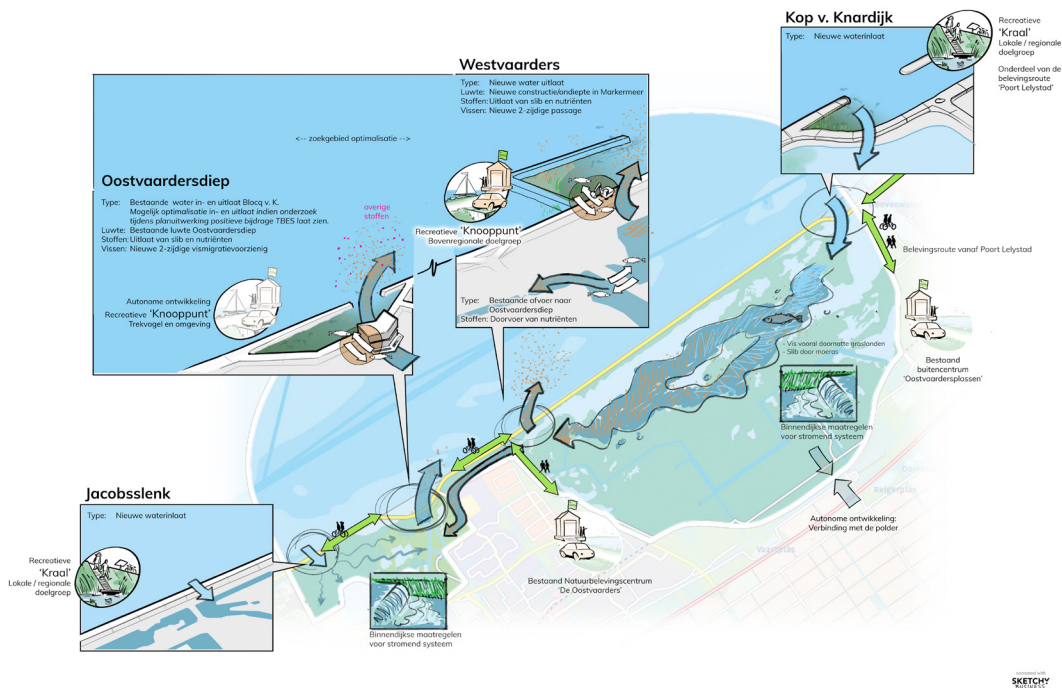 Kop v. Knardijk
Type: Nieuwe waterinlaat
Recreatieve
'Kraal'
Lokale / regionale
doelgroep
Onderdeel van de
belevingsroute
'Poort Lelystad'
Westvaarders
Type: Nieuwe water uitlaat
Luwte: Nieuwe constructie/ondiepte in Markermeer
Stoffen: Uitlaat van slib en nutriënten
Vissen: Nieuwe 2-zijdige passage
<-- zoekgebied optimalisatie -->
Oostvaardersdiep
Type: Bestaande water in- en uitlaat Blocq v. K.
Mogelijk optimalisatie in- en uitlaat indien onderzoek
tijdens planuitwerking positieve bijdrage TBES laat zien.
Luwte: Bestaande luwte Oostvaardersdiep
Stoffen: Uitlaat van slib en nutriënten
Vissen: Nieuwe 2-zijdige vismigratievoorzienig
overige
stoffen
Recreatieve 'Knooppunt'
Bovenregionale doelgroep
Autonome ontwikkeling
Recreatieve 'Knooppunt'
Trekvogel en omgeving
Type: Bestaande afvoer naar
Oostvaardersdiep
Stoffen: Doorvoer van nutriënten
Belevingsroute vanaf Poort Lelystad
- Vis vooral doornatte graslanden
- Slib door moeras
Bestaand
buitencentrum
'Oostvaardersplossen'
Binnendijkse maatregelen
voor stromend systeem
Reigerplas
Autonome ontwikkeling:
Verbinding met de polder
Vaartplas
Jacobsslenk
Type: Nieuwe waterinlaat
Recreatieve
'Kraal'
Lokale / regionale
doelgroep
Bestaand Natuurbelevingscentrum
'De Oostvaarders'
Binnendijkse maatregelen
voor stromend systeem
cocreated with
SKETCHY
BUSINESS